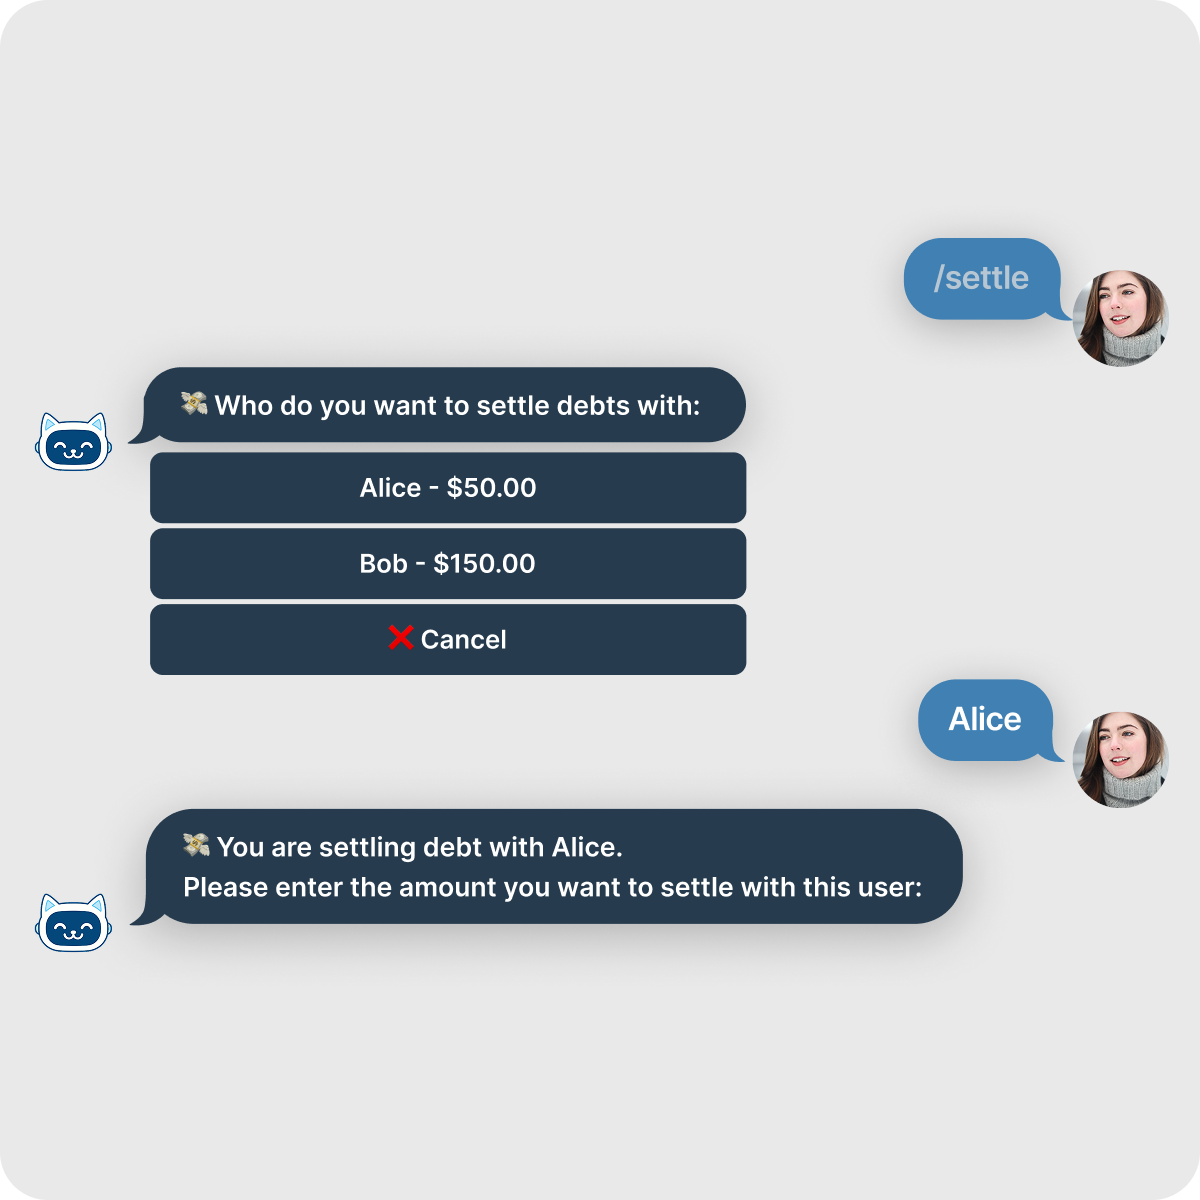 /settle
💸 Who do you want to settle debts with:
Alice - $50.00
Bob - $150.00
❌ Cancel
Alice
💸 You are settling debt with Alice.
Please enter the amount you want to settle with this user: